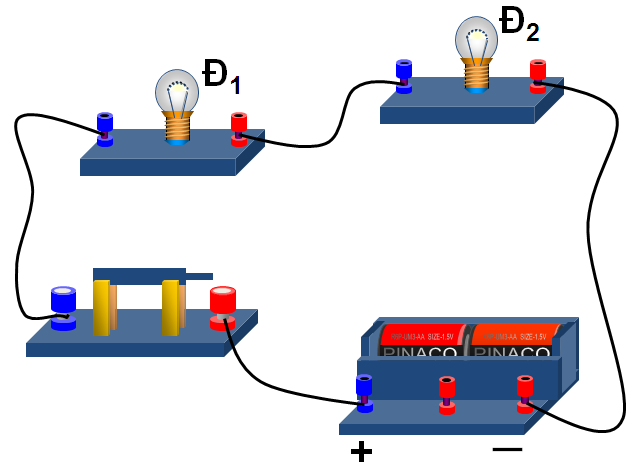 Đ2
Đ1
SIZE-1.5V SIZE-1.5V
PINACO PINACO
+ −